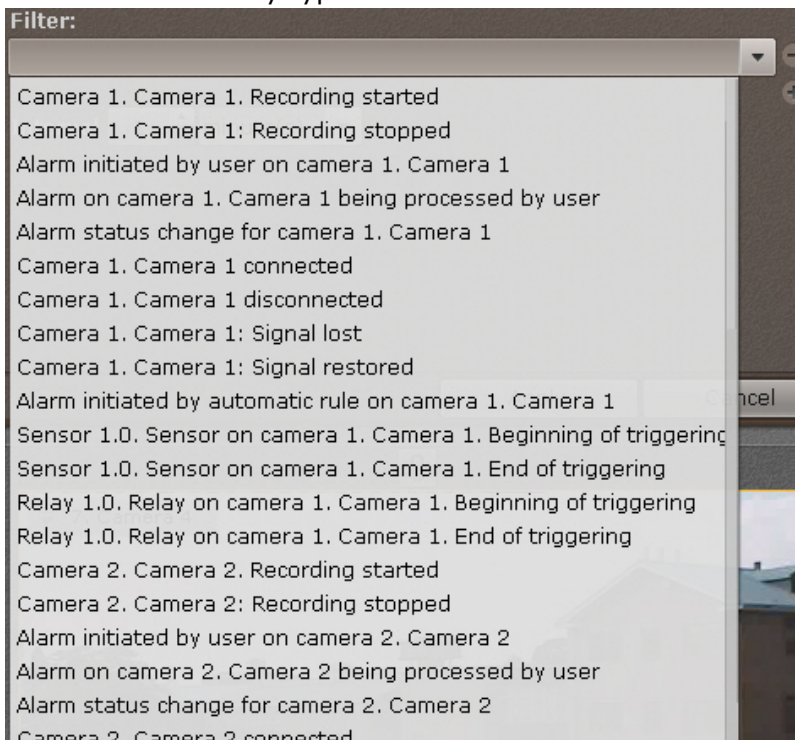 Filter:
Camera 1. Camera 1. Recording started
Camera 1. Camera 1: Recording stopped
Alarm initiated by user on camera 1. Camera 1
Alarm on camera 1. Camera 1 being processed by user
Alarm status change for camera 1. Camera 1
Camera 1. Camera 1 connected
Camera 1. Camera 1 disconnected
Camera 1. Camera 1: Signal lost
Camera 1. Camera 1: Signal restored
Alarm initiated by automatic rule on camera 1. Camera 1
Sensor 1.0. Sensor on camera 1. Camera 1. Beginning of triggering
Sensor 1.0. Sensor on camera 1. Camera 1. End of triggering
Relay 1.0. Relay on camera 1. Camera 1. Beginning of triggering
Relay 1.0. Relay on camera 1. Camera 1. End of triggering
Camera 2. Camera 2. Recording started
Camera 2. Camera 2: Recording stopped
Alarm initiated by user on camera 2. Camera 2
Alarm on camera 2. Camera 2 being processed by user
Alarm status change for camera 2. Camera 2
Camera 2. Camera 2 connected